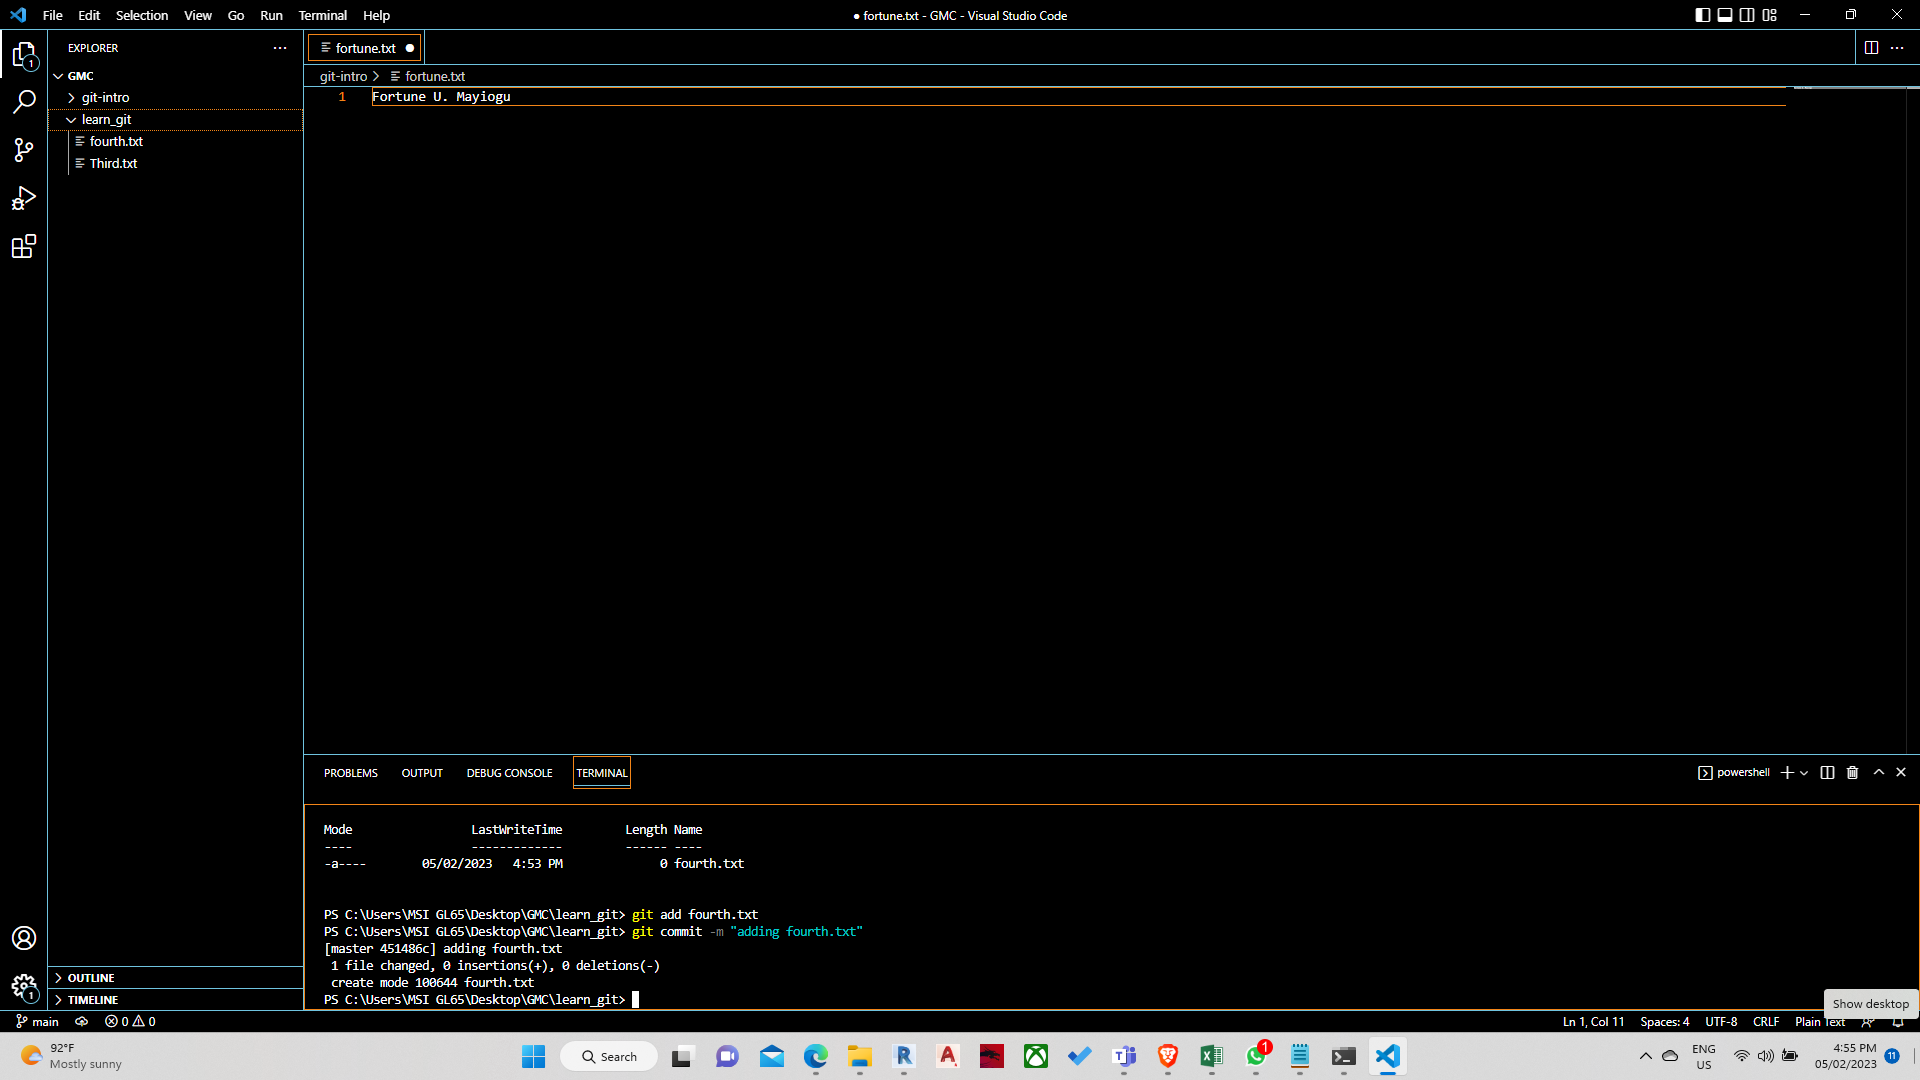 File Edit Selection View Go Run Terminal Help
● fortune.txt - GMC - Visual Studio Code
EXPLORER
GMC
git-intro
learn_git
fourth.txt
Third.txt
OUTLINE
TIMELINE
1
1
fortune.txt
git-intro > fortune.txt
1 Fortune U. Mayiogu
PROBLEMS OUTPUT DEBUG CONSOLE TERMINAL
powershell
Mode LastWriteTime Length Name
---- ------------- ------ ----
-a---- 05/02/2023 4:53 PM 0 fourth.txt
PS C:\Users\MSI GL65\Desktop\GMC\learn_git> git add fourth.txt
PS C:\Users\MSI GL65\Desktop\GMC\learn_git> git commit -m "adding fourth.txt"
[master 451486c] adding fourth.txt
1 file changed, 0 insertions(+), 0 deletions(-)
create mode 100644 fourth.txt
PS C:\Users\MSI GL65\Desktop\GMC\learn_git>
Show desktop
main 0 0
Ln 1, Col 11 Spaces: 4 UTF-8 CRLF Plain Text
92°F
Mostly sunny
Search
R A 1
ENG
US
4:55 PM
05/02/2023
11